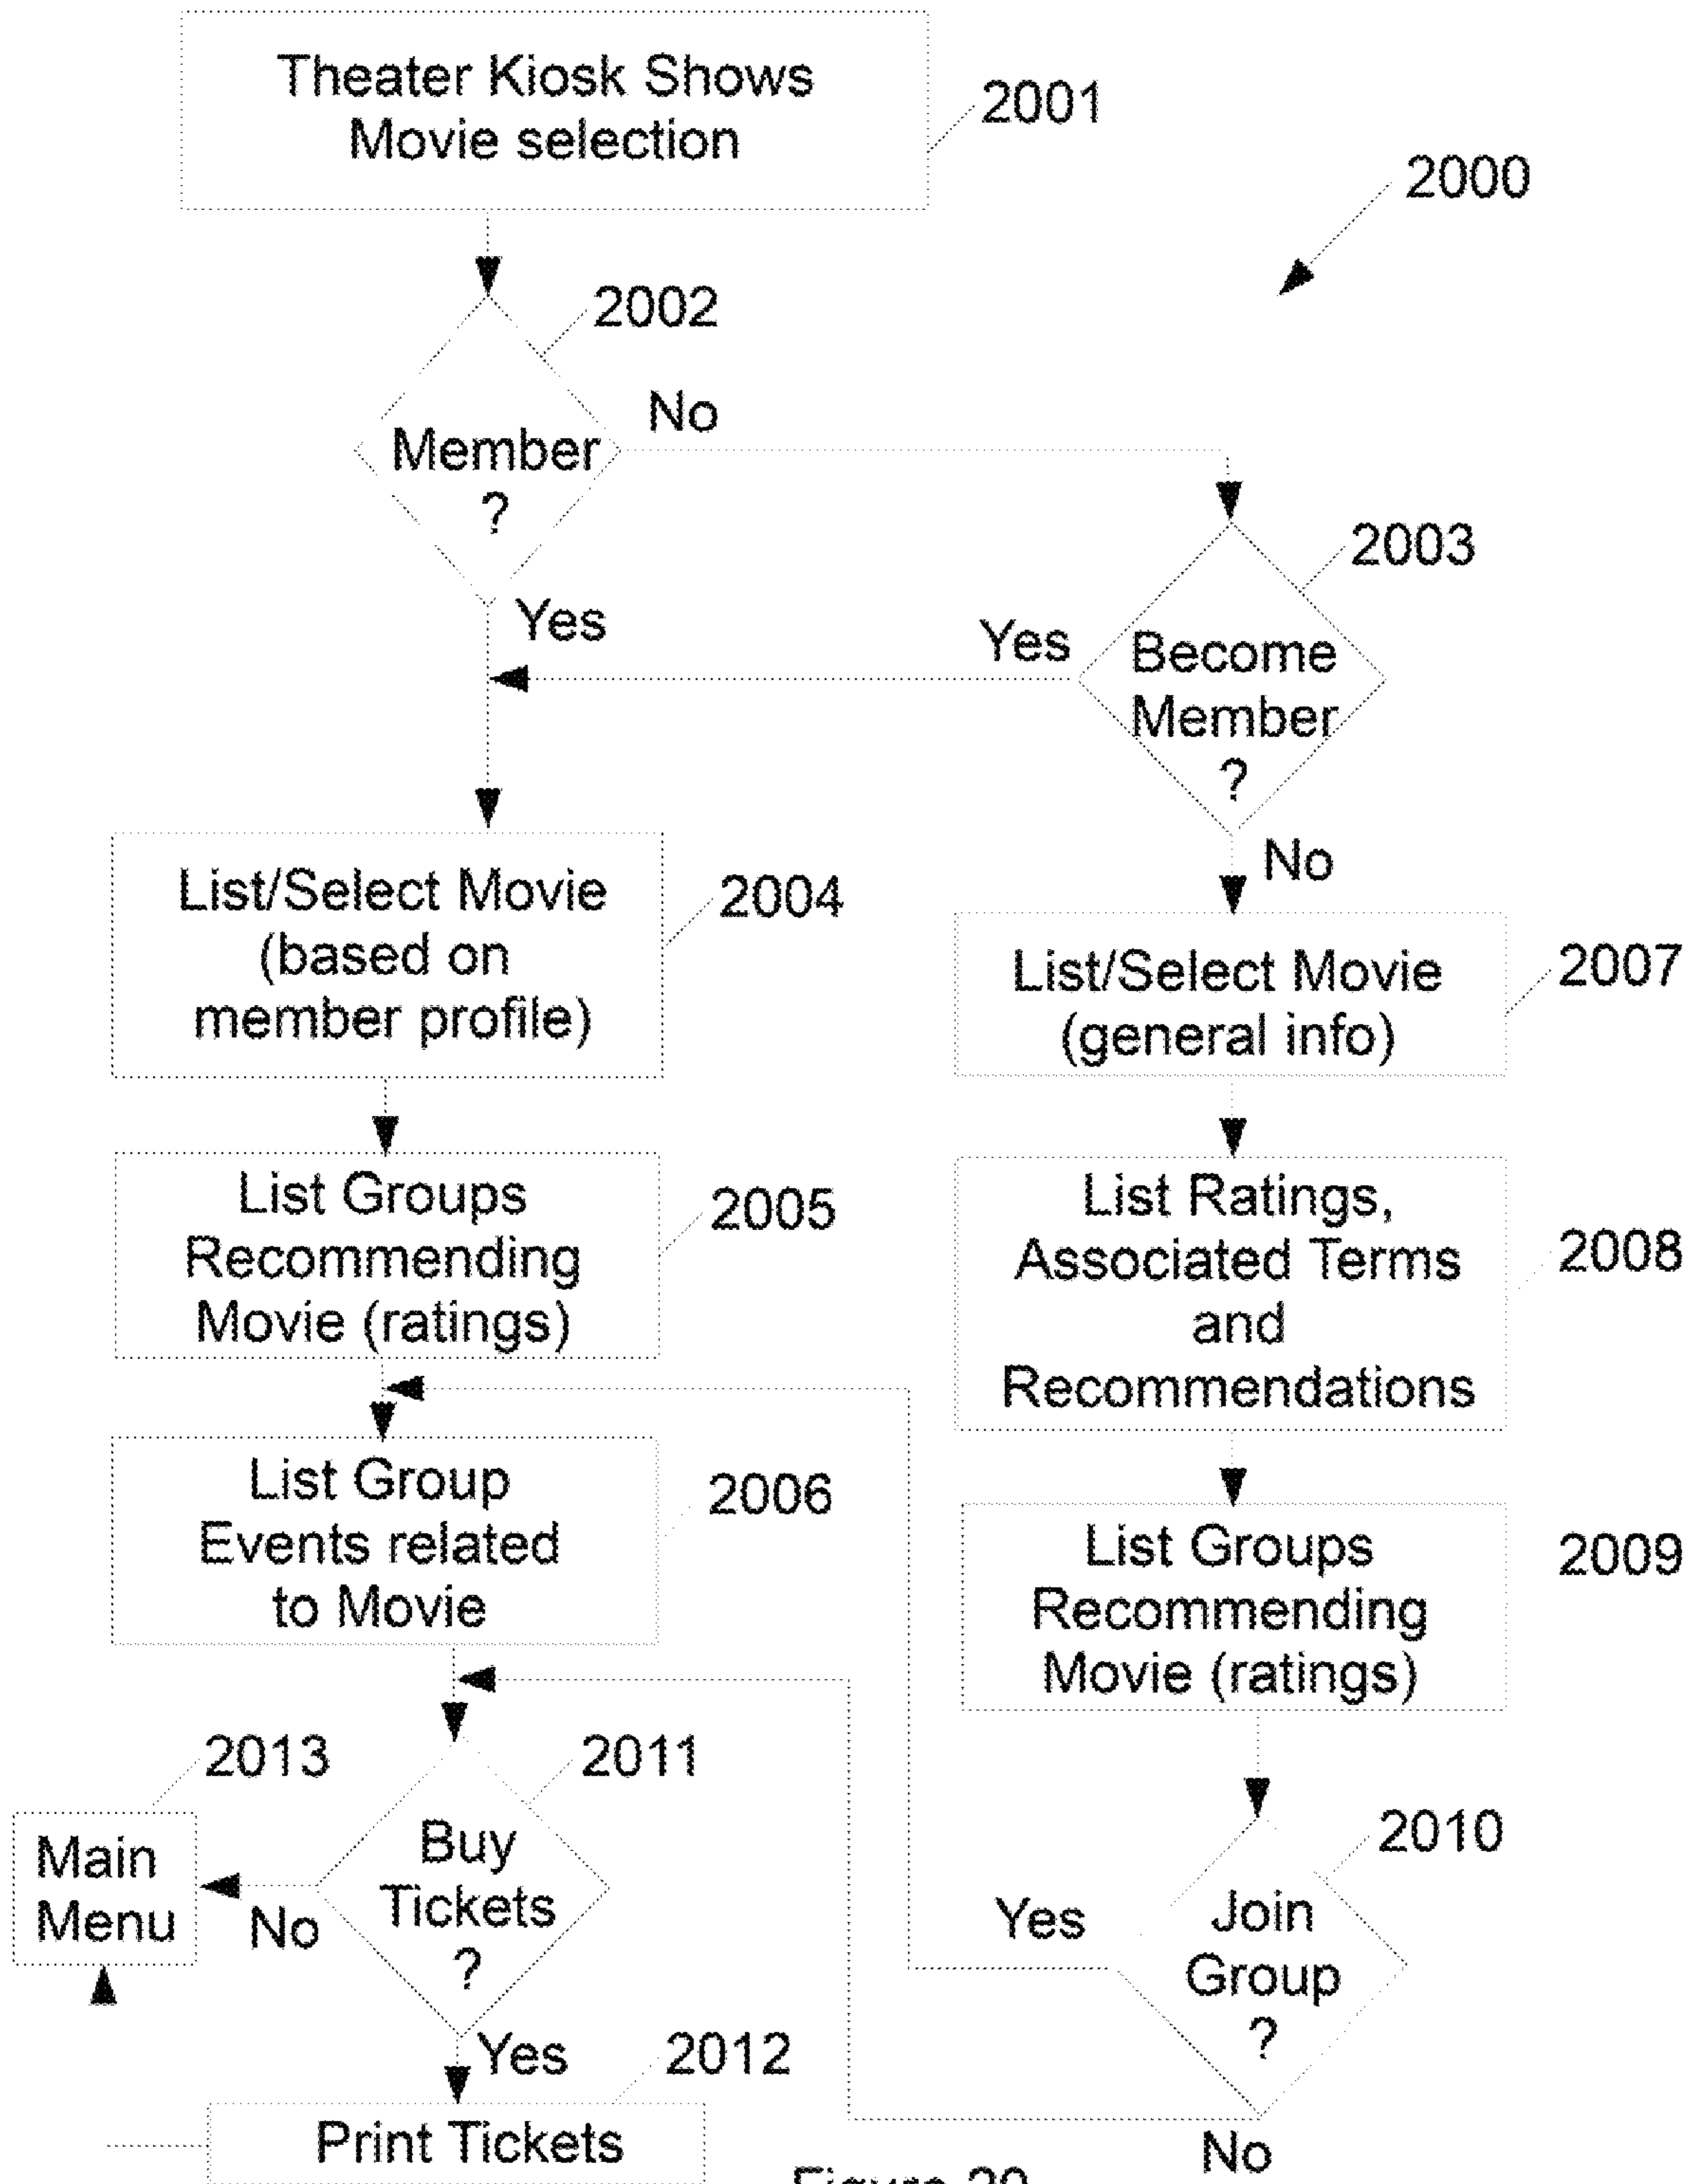 Theater Kiosk Shows
Movie selection
2001
2000
2002
No
Member
?
Yes
2003
Yes
Become
Member
?
No
List/Select Movie
(based on
member profile)
2004
List/Select Movie
(general info)
2007
List Groups
Recommending
Movie (ratings)
2005
List Ratings,
Associated Terms
and
Recommendations
2008
List Group
Events related
to Movie
2006
List Groups
Recommending
Movie (ratings)
2009
2013
Main
Menu
2011
Buy
Tickets
?
No
Yes
2010
Join
Group
?
Yes
No
2012
Print Tickets
Figure 20